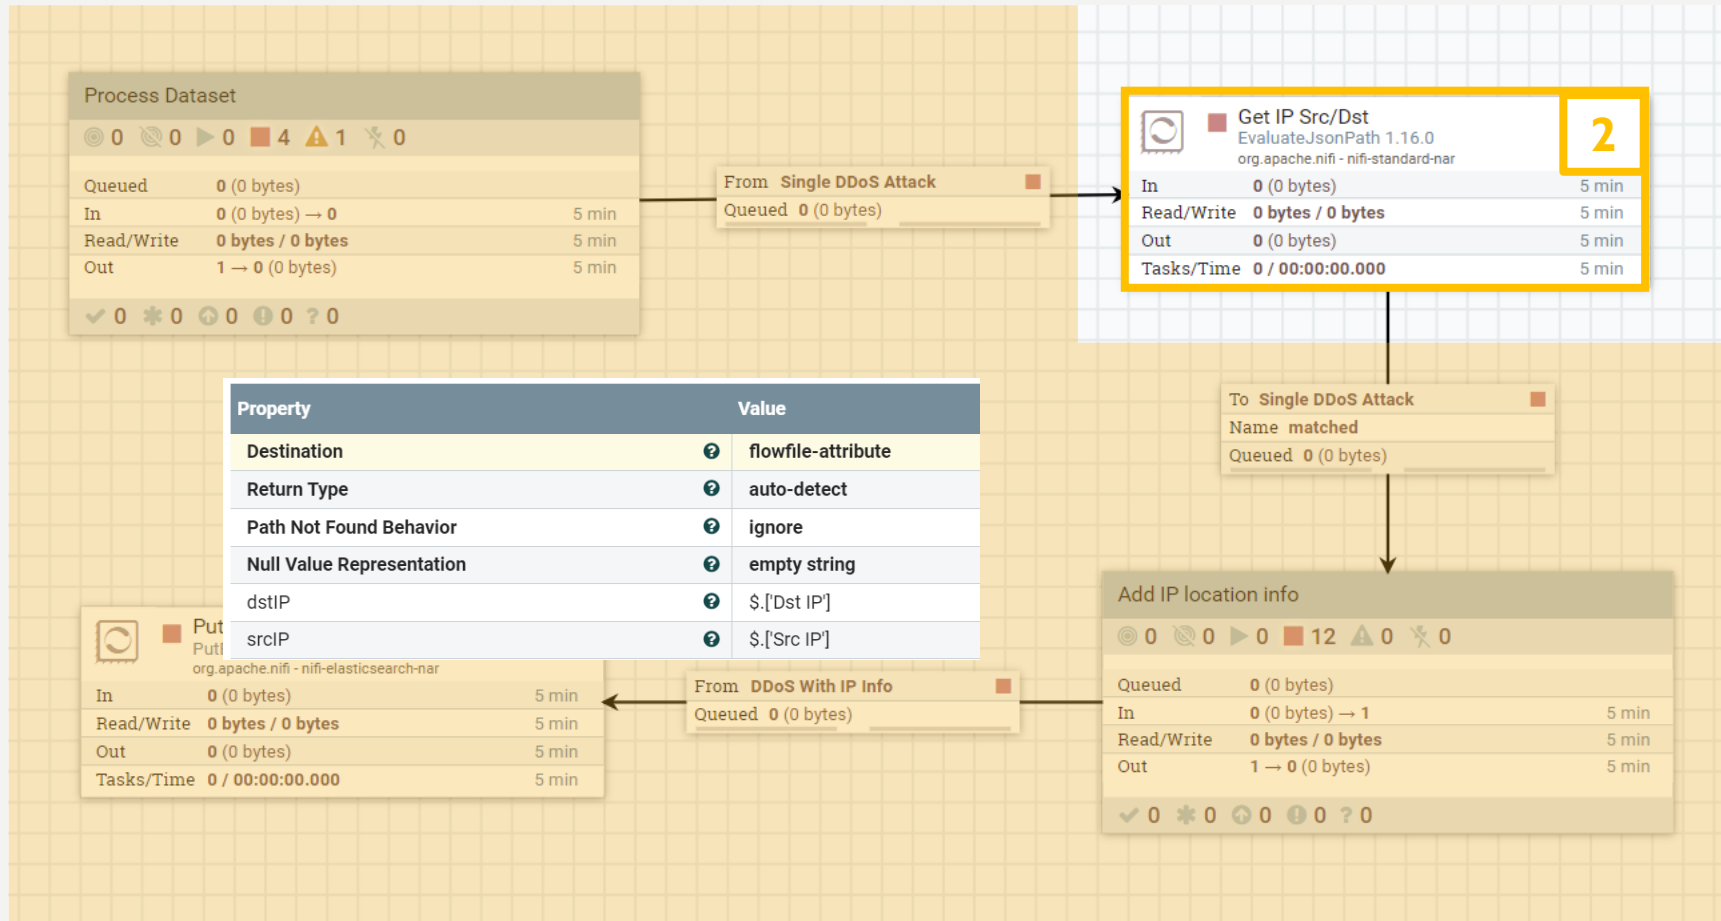 Process Dataset
0 0 0 4 1 0
Queued 0 (0 bytes)
In 0 (0 bytes) → 0 5 min
Read/Write 0 bytes / 0 bytes 5 min
Out 1 → 0 (0 bytes) 5 min
0 0 0 0 ? 0
From Single DDoS Attack
Queued 0 (0 bytes)
Get IP Src/Dst
EvaluateJsonPath 1.16.0
org.apache.nifi - nifi-standard-nar
2
In 0 (0 bytes) 5 min
Read/Write 0 bytes / 0 bytes 5 min
Out 0 (0 bytes) 5 min
Tasks/Time 0 / 00:00:00.000 5 min
To Single DDoS Attack
Name matched
Queued 0 (0 bytes)
Property Value
Destination ? flowfile-attribute
Return Type ? auto-detect
Path Not Found Behavior ? ignore
Null Value Representation ? empty string
dstIP ? $.['Dst IP']
srcIP ? $.['Src IP']
Add IP location info
0 0 0 12 0 0
Queued 0 (0 bytes)
In 0 (0 bytes) → 1 5 min
Read/Write 0 bytes / 0 bytes 5 min
Out 1 → 0 (0 bytes) 5 min
0 0 0 0 ? 0
From DDoS With IP Info
Queued 0 (0 bytes)
Put
org.apache.nifi - nifi-elasticsearch-nar
In 0 (0 bytes) 5 min
Read/Write 0 bytes / 0 bytes 5 min
Out 0 (0 bytes) 5 min
Tasks/Time 0 / 00:00:00.000 5 min